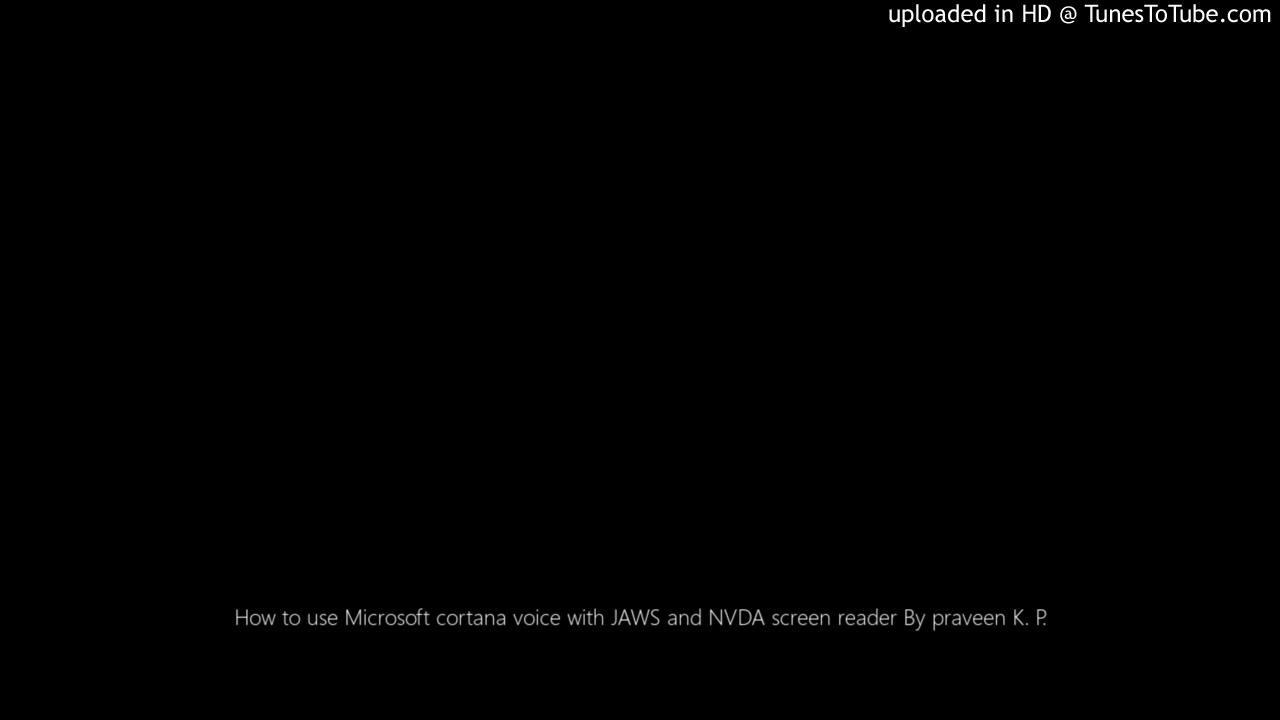 uploaded in HD @ TunesToTube.com
How to use Microsoft cortana voice with JAWS and NVDA screen reader By praveen K. P.